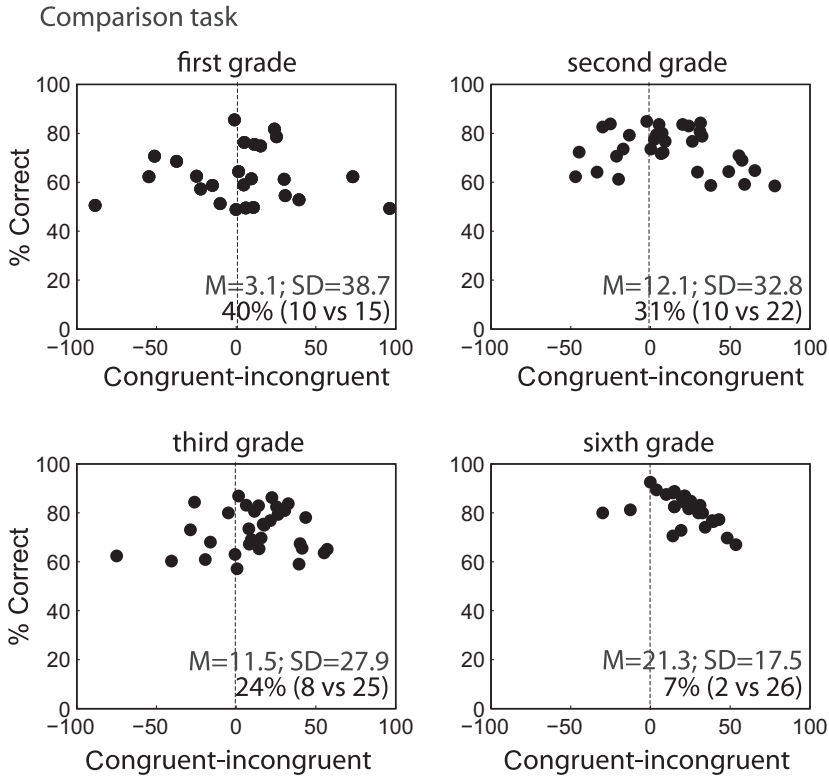 Comparison task
first grade
100
80
60
40
20
0
% Correct
M=3.1; SD=38.7
40% (10 vs 15)
−100 −50 0 50 100
Congruent-incongruent
second grade
100
80
60
40
20
0
M=12.1; SD=32.8
31% (10 vs 22)
−100 −50 0 50 100
Congruent-incongruent
third grade
100
80
60
40
20
0
% Correct
M=11.5; SD=27.9
24% (8 vs 25)
−100 −50 0 50 100
Congruent-incongruent
sixth grade
100
80
60
40
20
0
M=21.3; SD=17.5
7% (2 vs 26)
−100 −50 0 50 100
Congruent-incongruent